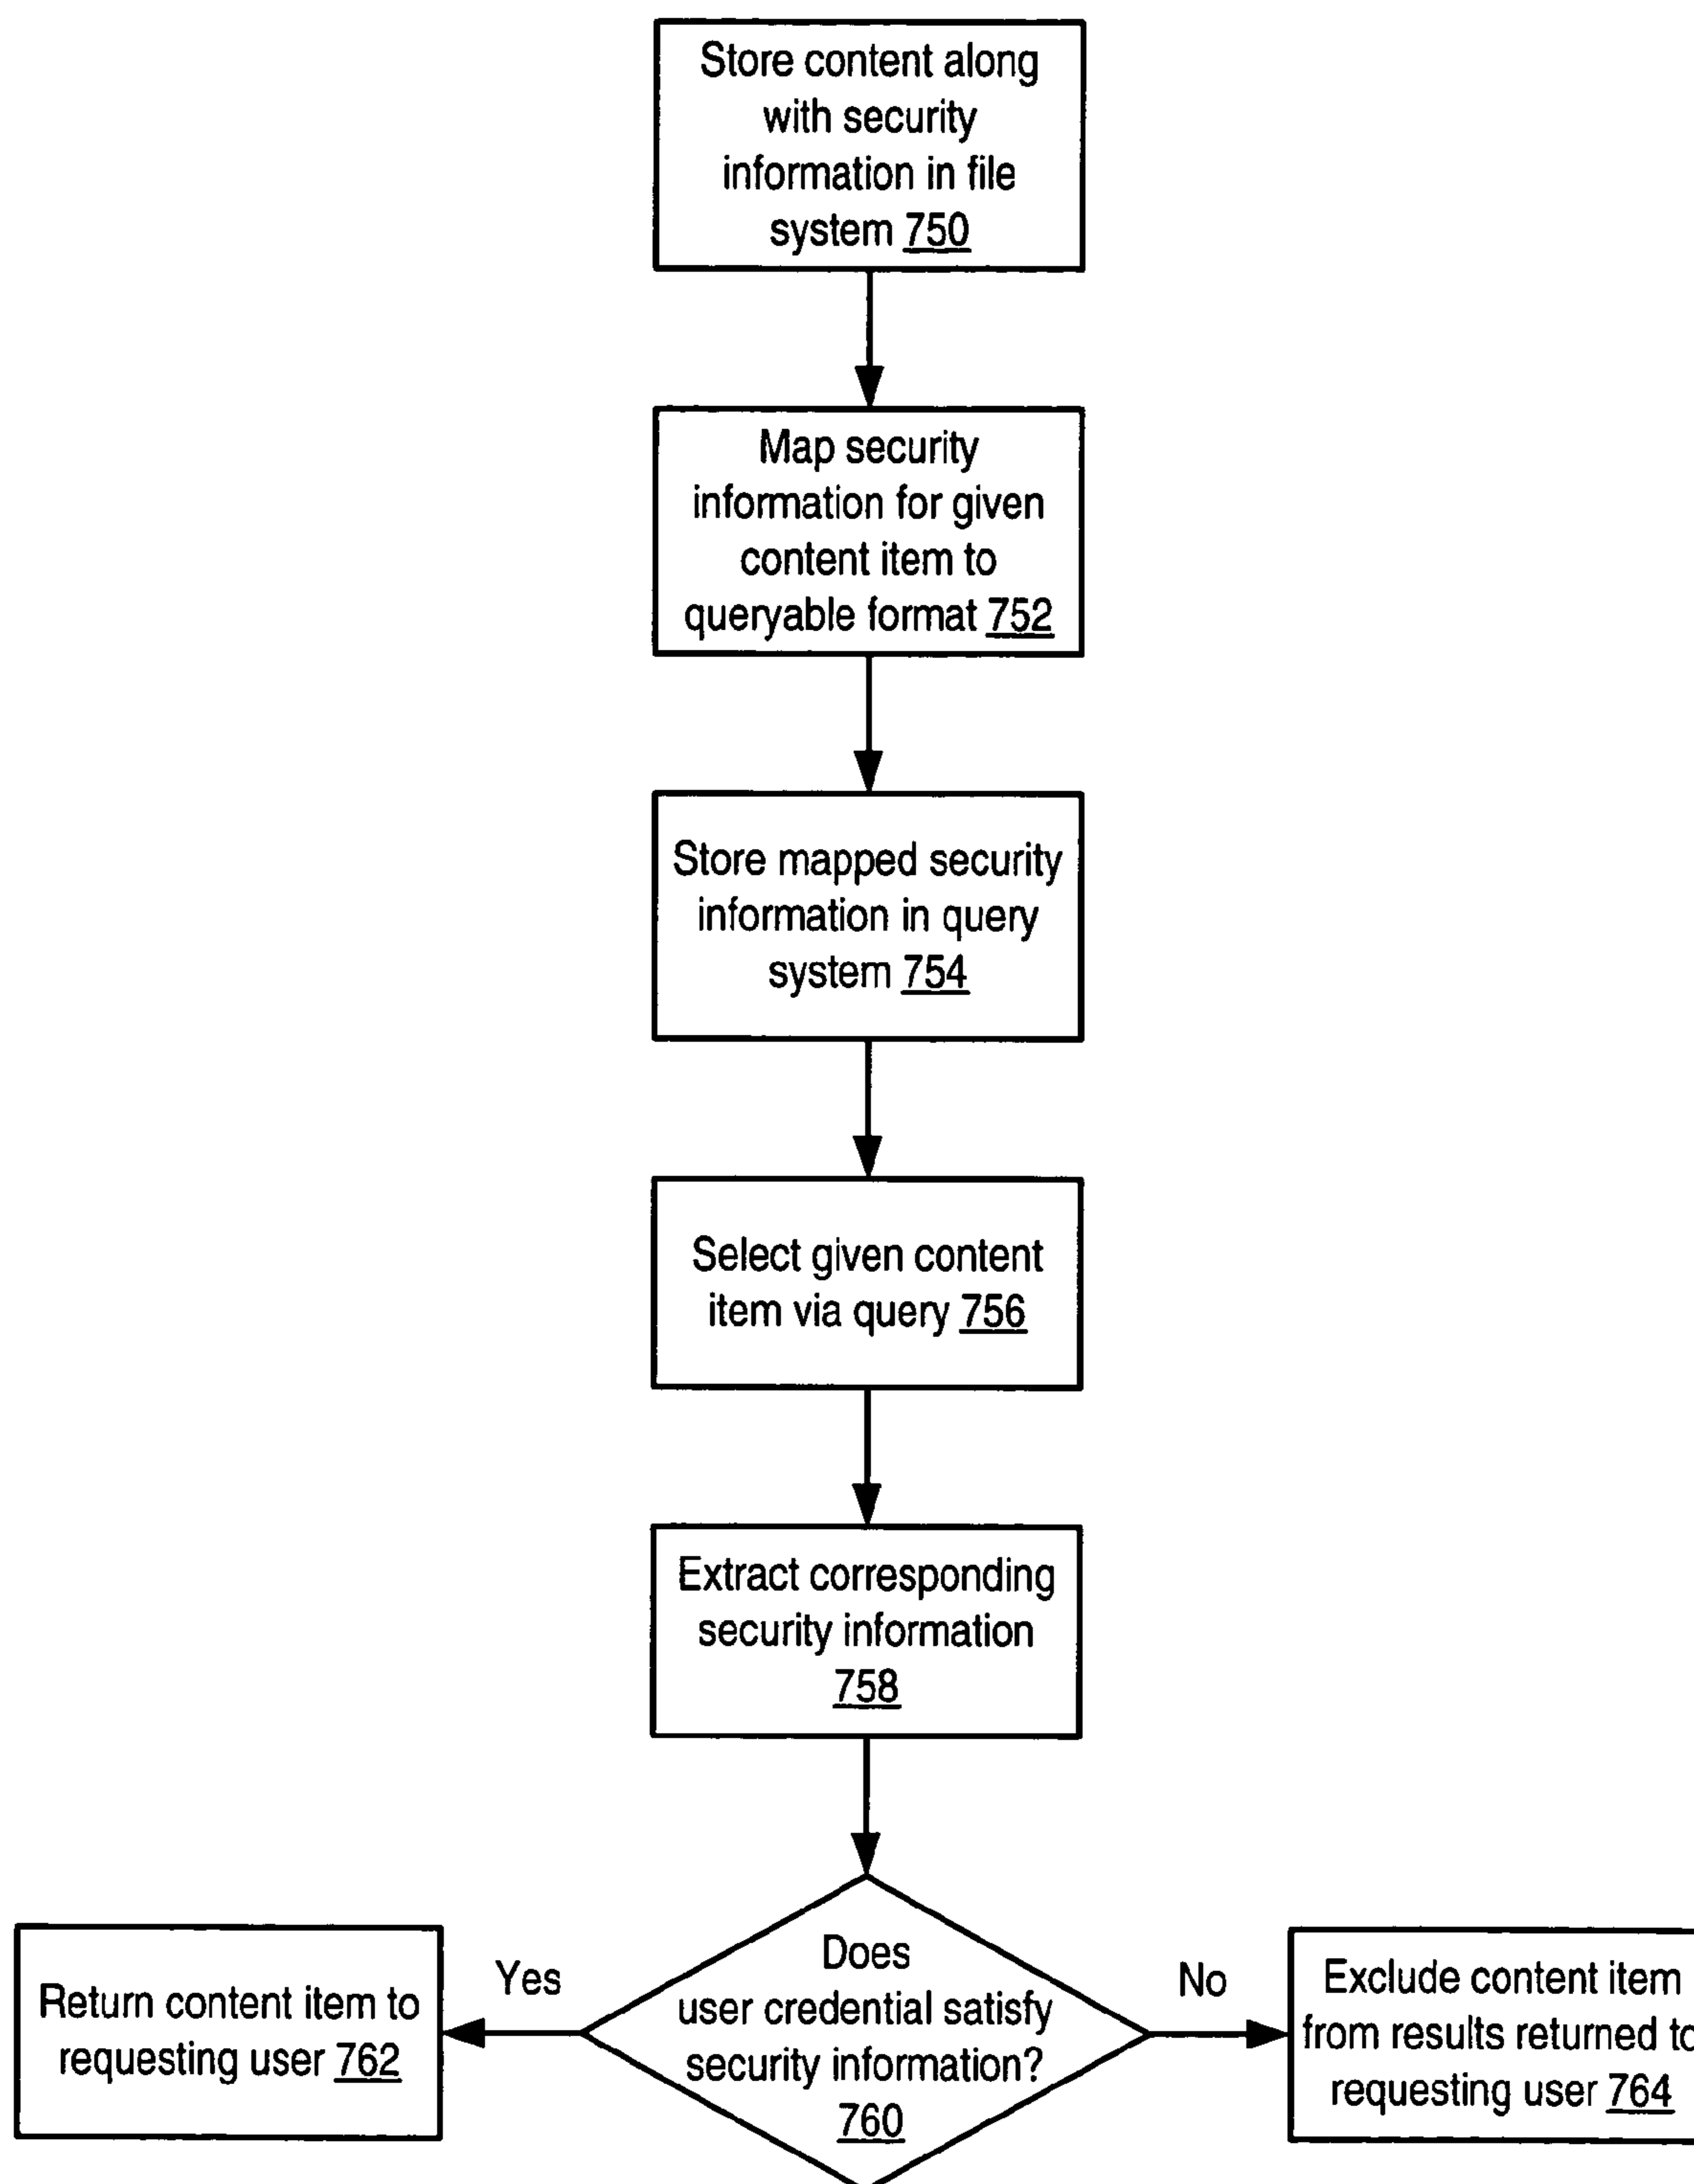 Store content along
with security
information in file
system 750
Map security
information for given
content item to
queryable format 752
Store mapped security
information in query
system 754
Select given content
item via query 756
Extract corresponding
security information
758
Does
user credential satisfy
security information?
760
Yes
Return content item to
requesting user 762
No
Exclude content item
from results returned to
requesting user 764